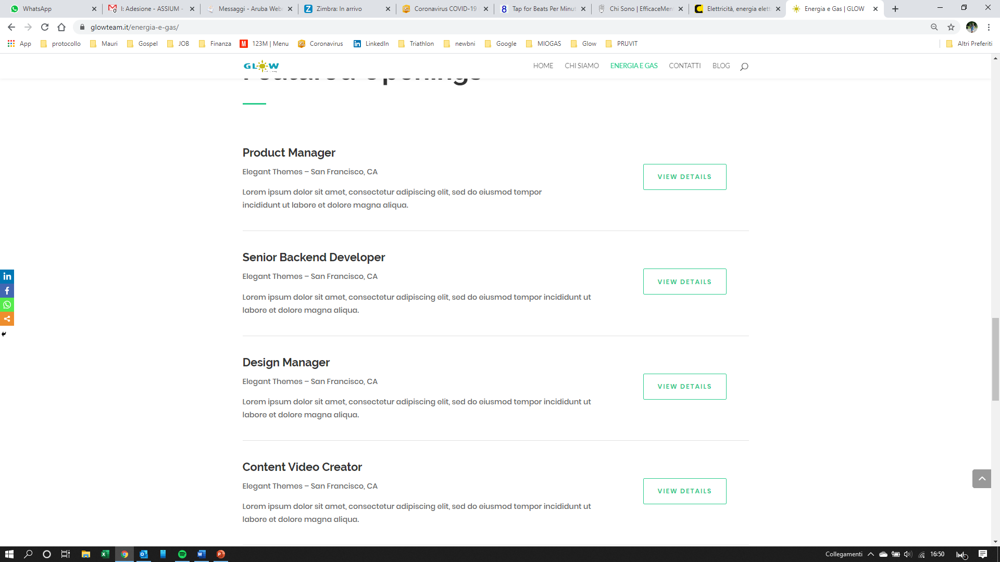 WhatsApp
I: Adesione - ASSIUM -
Messaggi - Aruba Web
Zimbra: In arrivo
Coronavirus COVID-19
Tap for Beats Per Minut
Chi Sono | EfficaceMen
Elettricità, energia elett
Energia e Gas | GLOW
glowteam.it/energia-e-gas/
App
protocollo
Mauri
Gospel
JOB
Finanza
123M | Menu
Coronavirus
LinkedIn
Triathlon
newbni
Google
MIOGAS
Glow
PRUVIT
Altri Preferiti
GLOW
HOME
CHI SIAMO
ENERGIA E GAS
CONTATTI
BLOG
Featured Openings
Product Manager
Elegant Themes – San Francisco, CA
Lorem ipsum dolor sit amet, consectetur adipiscing elit, sed do eiusmod tempor
incididunt ut labore et dolore magna aliqua.
VIEW DETAILS
Senior Backend Developer
Elegant Themes – San Francisco, CA
Lorem ipsum dolor sit amet, consectetur adipiscing elit, sed do eiusmod tempor incididunt ut
labore et dolore magna aliqua.
VIEW DETAILS
Design Manager
Elegant Themes – San Francisco, CA
Lorem ipsum dolor sit amet, consectetur adipiscing elit, sed do eiusmod tempor incididunt ut
labore et dolore magna aliqua.
VIEW DETAILS
Content Video Creator
Elegant Themes – San Francisco, CA
Lorem ipsum dolor sit amet, consectetur adipiscing elit, sed do eiusmod tempor incididunt ut
labore et dolore magna aliqua.
VIEW DETAILS
Collegamenti
16:50